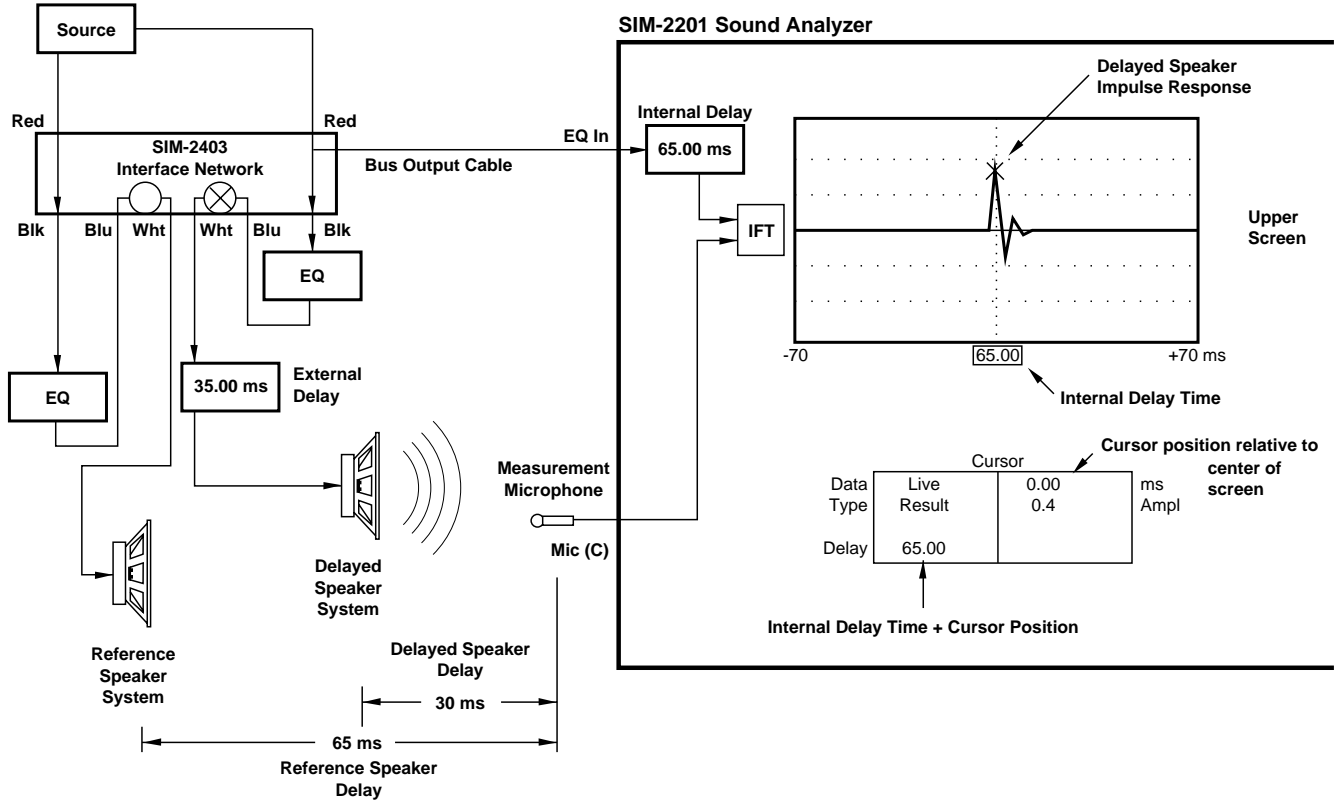 SIM-2201 Sound Analyzer
Source
Red
Red
SIM-2403
Interface Network
Blk
Blu
Wht
Wht
Blu
Blk
EQ
EQ
35.00 ms
External
Delay
Bus Output Cable
EQ In
Internal Delay
65.00 ms
IFT
Delayed Speaker
Impulse Response
Upper
Screen
-70
65.00
+70 ms
Internal Delay Time
Measurement
Microphone
Mic (C)
Delayed
Speaker
System
Reference
Speaker
System
Delayed Speaker
Delay
30 ms
65 ms
Reference Speaker
Delay
Cursor position relative to
center of
screen
Cursor
Data Live 0.00 ms
Type Result 0.4 Ampl
Delay 65.00
Internal Delay Time + Cursor Position